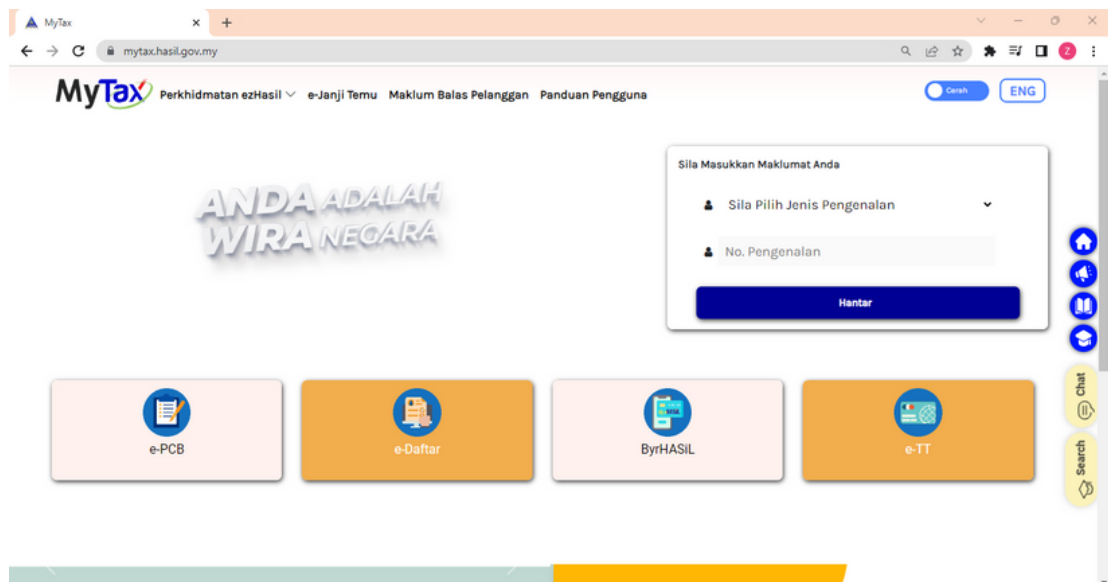 MyTax
mytax.hasil.gov.my
Z
MyTax Perkhidmatan ezHasil e-Janji Temu Maklum Balas Pelanggan Panduan Pengguna Cerah ENG
ANDA ADALAH
WIRA NEGARA
Sila Masukkan Maklumat Anda
Sila Pilih Jenis Pengenalan
No. Pengenalan
Hantar
e-PCB
e-Daftar
ByrHASiL
e-TT
Chat
Search